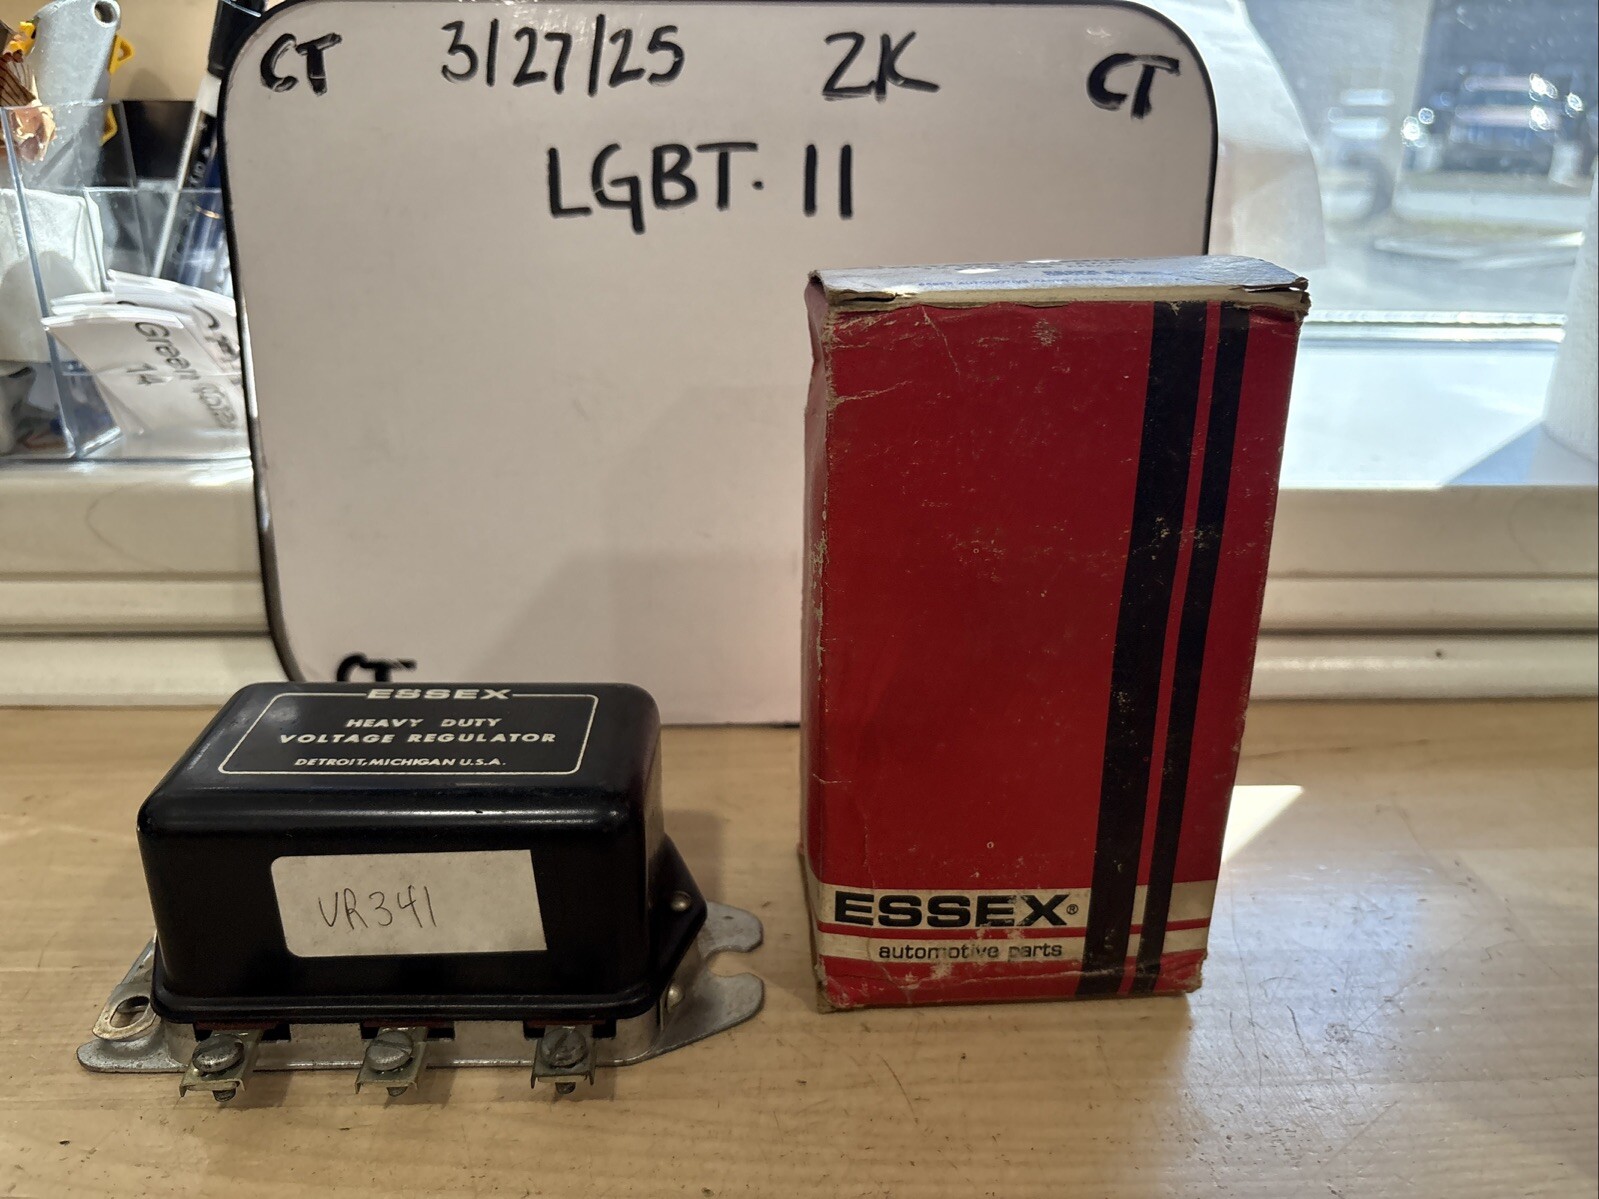 CT 3/27/25 ZK CT
LGBT. 11
Green
14
CT
ESSEX
HEAVY DUTY
VOLTAGE REGULATOR
DETROIT, MICHIGAN U.S.A.
VR341
ESSEX®
automotive parts